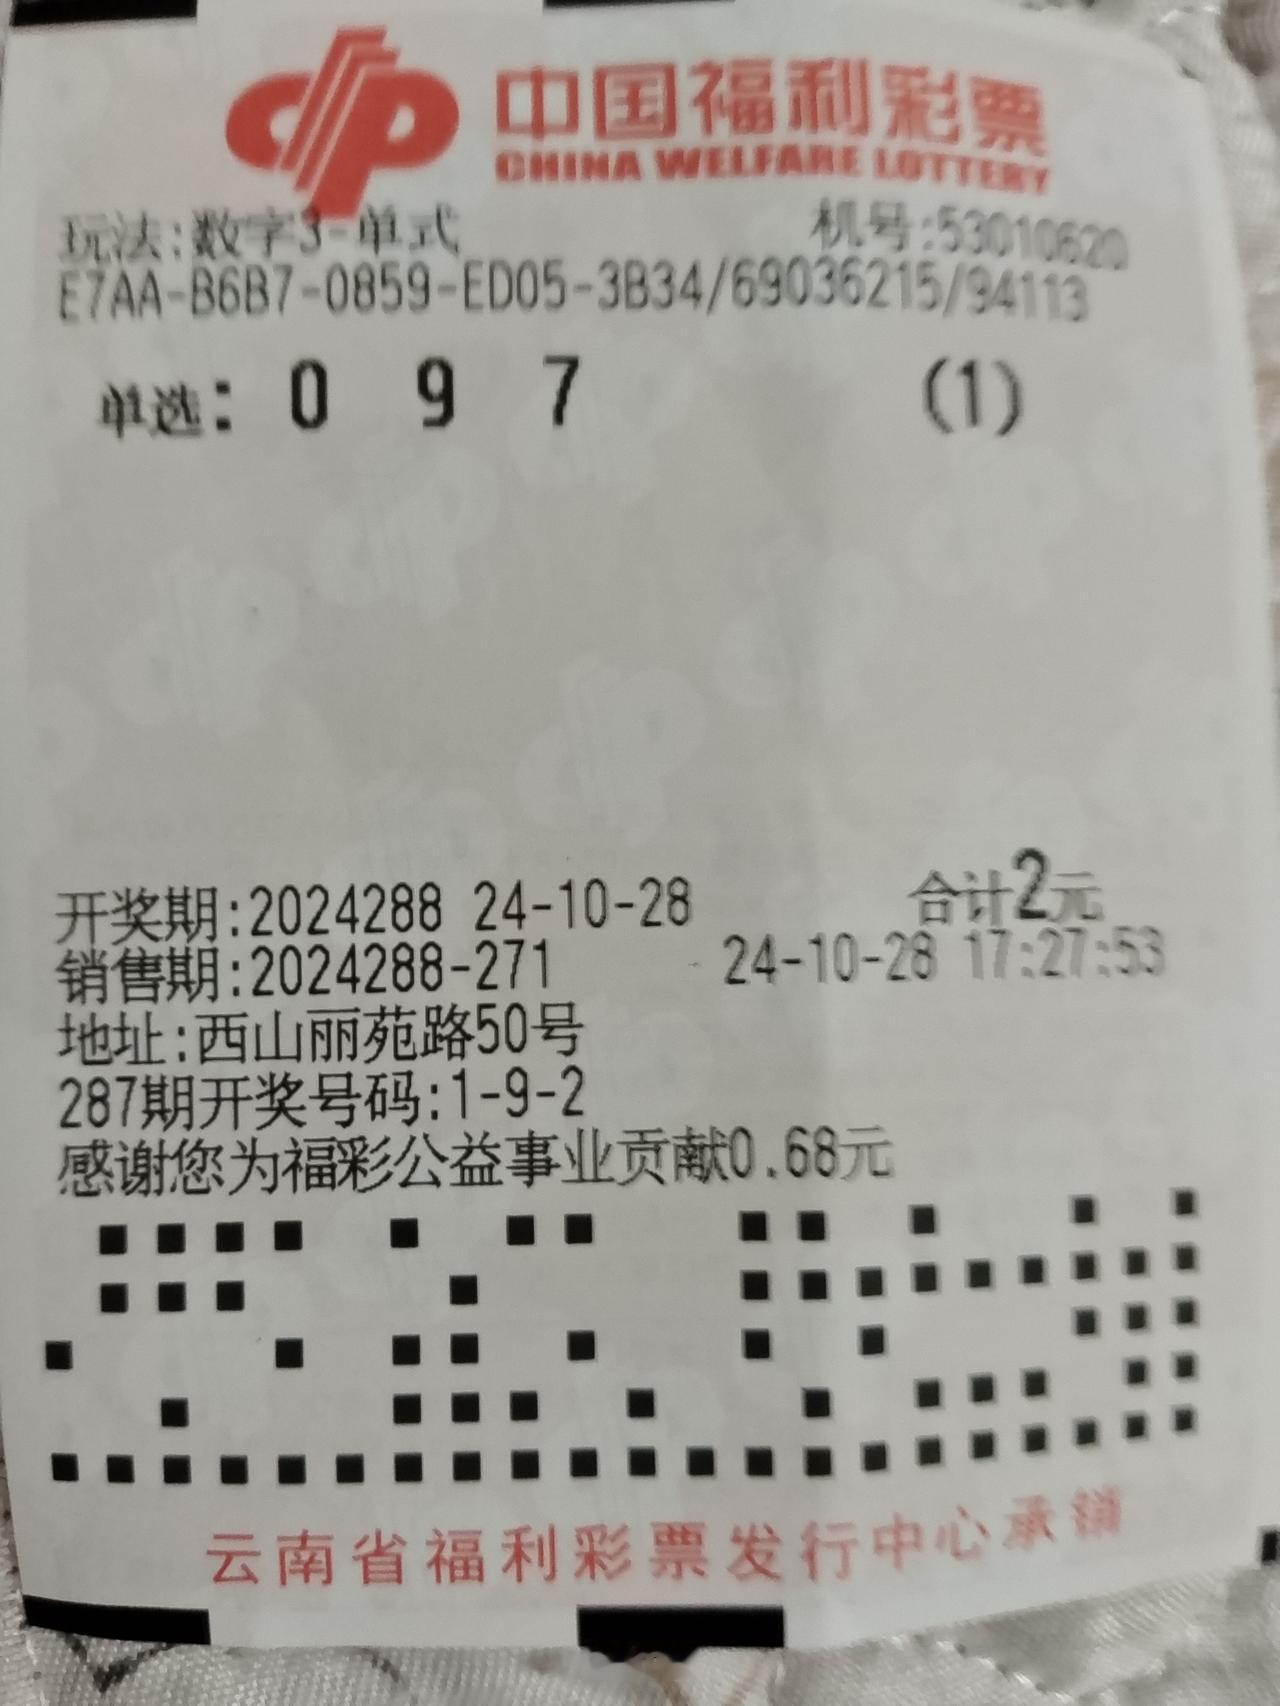 中国福利彩票
CHINA WELFARE LOTTERY
玩法:数字3-单式 机号:53010620
E7AA-B6B7-0859-ED05-3B34/69036215/94113
单选: 0 9 7 (1)
开奖期:2024288 24-10-28 合计2元
销售期:2024288-271 24-10-28 17:27:53
地址:西山丽苑路50号
287期开奖号码:1-9-2
感谢您为福彩公益事业贡献0.68元
云南省福利彩票发行中心承销